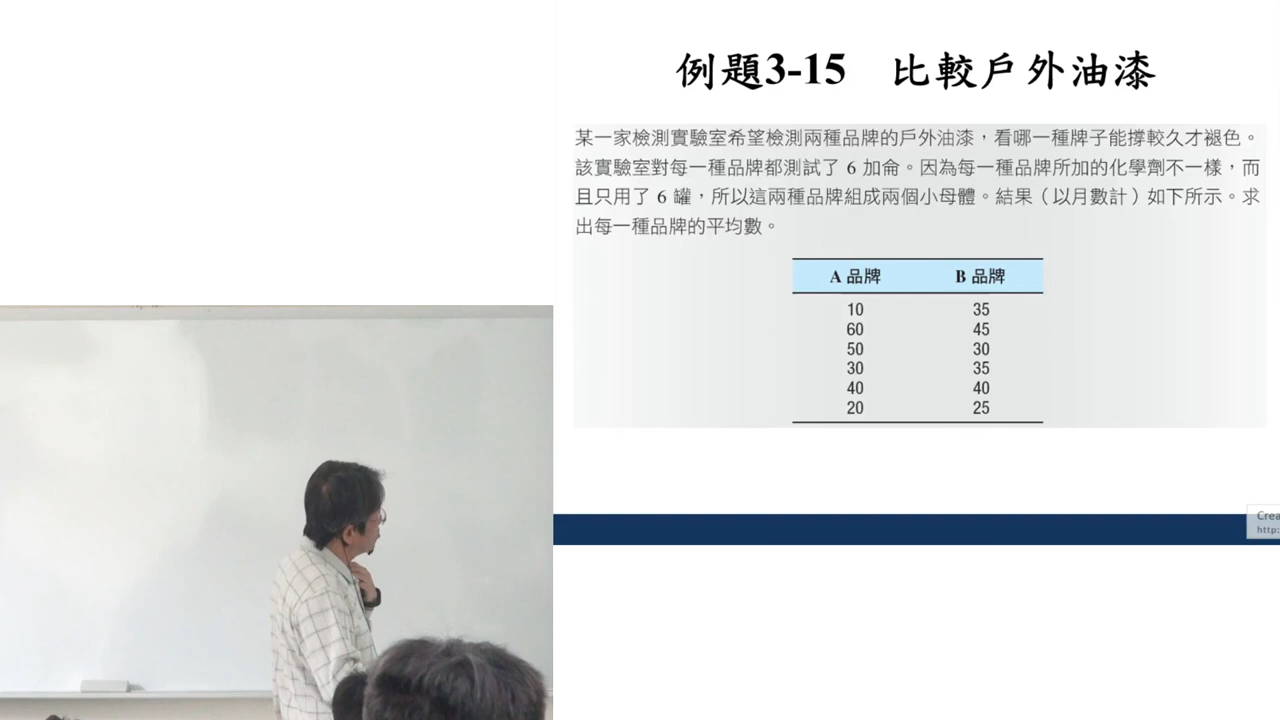 例題3-15 比較戶外油漆
某一家檢測實驗室希望檢測兩種品牌的戶外油漆，看哪一種牌子能撐較久才褪色。
該實驗室對每一種品牌都測試了 6 加侖。因為每一種品牌所加的化學劑不一樣，而
且只用了 6 罐，所以這兩種品牌組成兩個小母體。結果（以月數計）如下所示。求
出每一種品牌的平均數。
A 品牌 B 品牌
10 35
60 45
50 30
30 35
40 40
20 25
Crea
http: